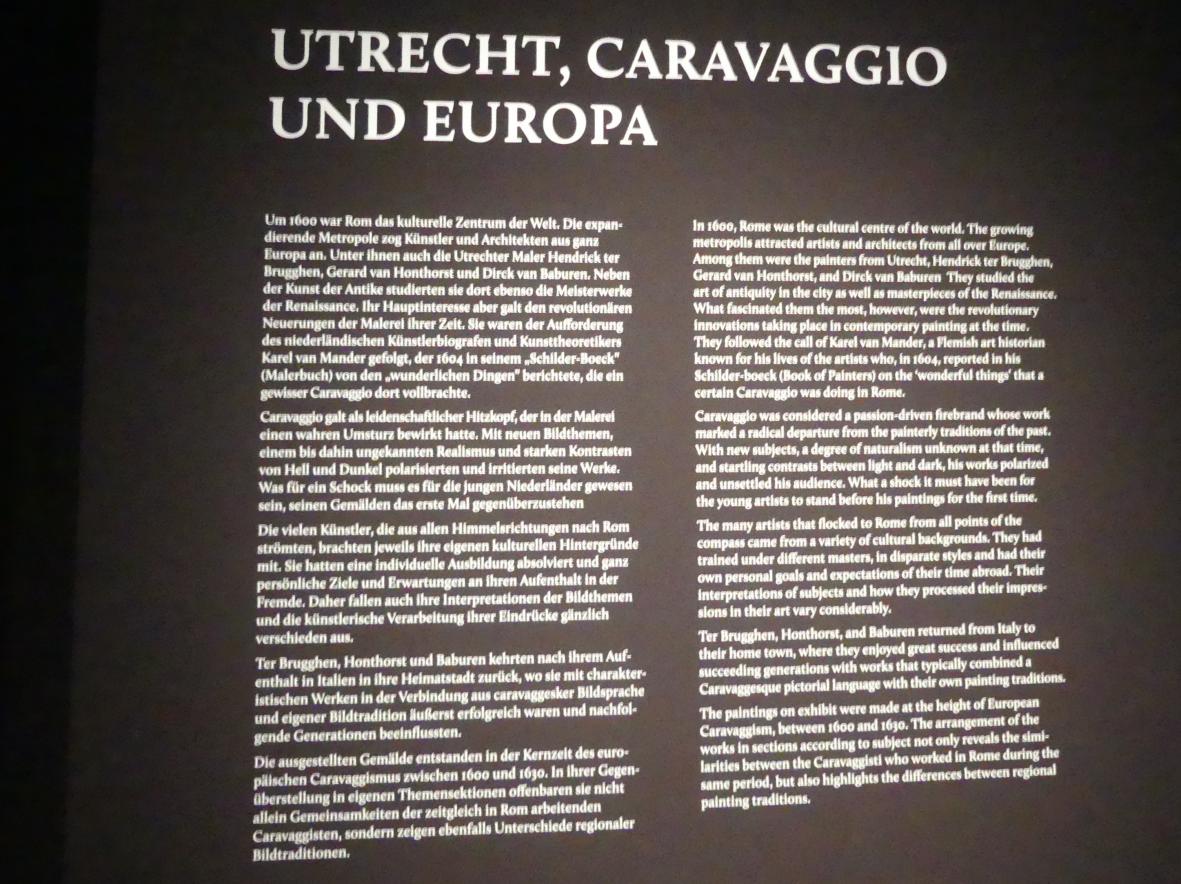 UTRECHT, CARAVAGGIO
UND EUROPA
Um 1600 war Rom das kulturelle Zentrum der Welt. Die expan-
dierende Metropole zog Künstler und Architekten aus ganz
Europa an. Unter ihnen auch die Utrechter Maler Hendrick ter
Brugghen, Gerard van Honthorst und Dirck van Baburen. Neben
der Kunst der Antike studierten sie dort ebenso die Meisterwerke
der Renaissance. Ihr Hauptinteresse aber galt den revolutionären
Neuerungen der Malerei ihrer Zeit. Sie waren der Aufforderung
des niederländischen Künstlerbiografen und Kunsttheoretikers
Karel van Mander gefolgt, der 1604 in seinem „Schilder-Boeck"
(Malerbuch) von den „wunderlichen Dingen" berichtete, die ein
gewisser Caravaggio dort vollbrachte.
Caravaggio galt als leidenschaftlicher Hitzkopf, der in der Malerei
einen wahren Umsturz bewirkt hatte. Mit neuen Bildthemen,
einem bis dahin ungekannten Realismus und starken Kontrasten
von Hell und Dunkel polarisierten und irritierten seine Werke.
Was für ein Schock muss es für die jungen Niederländer gewesen
sein, seinen Gemälden das erste Mal gegenüberzustehen
Die vielen Künstler, die aus allen Himmelsrichtungen nach Rom
strömten, brachten jeweils ihre eigenen kulturellen Hintergründe
mit. Sie hatten eine individuelle Ausbildung absolviert und ganz
persönliche Ziele und Erwartungen an ihren Aufenthalt in der
Fremde. Daher fallen auch ihre Interpretationen der Bildthemen
und die künstlerische Verarbeitung ihrer Eindrücke gänzlich
verschieden aus.
Ter Brugghen, Honthorst und Baburen kehrten nach ihrem Auf-
enthalt in Italien in ihre Heimatstadt zurück, wo sie mit charakter-
istischen Werken in der Verbindung aus caravaggesker Bildsprache
und eigener Bildtradition äußerst erfolgreich waren und nachfol-
gende Generationen beeinflussten.
Die ausgestellten Gemälde entstanden in der Kernzeit des euro-
päischen Caravaggismus zwischen 1600 und 1630. In ihrer Gegen-
überstellung in eigenen Themensektionen offenbaren sie nicht
allein Gemeinsamkeiten der zeitgleich in Rom arbeitenden
Caravaggisten, sondern zeigen ebenfalls Unterschiede regionaler
Bildtraditionen.
In 1600, Rome was the cultural centre of the world. The growing
metropolis attracted artists and architects from all over Europe.
Among them were the painters from Utrecht, Hendrick ter Brugghen,
Gerard van Honthorst, and Dirck van Baburen They studied the
art of antiquity in the city as well as masterpieces of the Renaissance.
What fascinated them the most, however, were the revolutionary
innovations taking place in contemporary painting at the time.
They followed the call of Karel van Mander, a Flemish art historian
known for his lives of the artists who, in 1604, reported in his
Schilder-boeck (Book of Painters) on the 'wonderful things' that a
certain Caravaggio was doing in Rome.
Caravaggio was considered a passion-driven firebrand whose work
marked a radical departure from the painterly traditions of the past.
With new subjects, a degree of naturalism unknown at that time,
and startling contrasts between light and dark, his works polarized
and unsettled his audience. What a shock it must have been for
the young artists to stand before his paintings for the first time.
The many artists that flocked to Rome from all points of the
compass came from a variety of cultural backgrounds. They had
trained under different masters, in disparate styles and had their
own personal goals and expectations of their time abroad. Their
interpretations of subjects and how they processed their impres-
sions in their art vary considerably.
Ter Brugghen, Honthorst, and Baburen returned from Italy to
their home town, where they enjoyed great success and influenced
succeeding generations with works that typically combined a
Caravaggesque pictorial language with their own painting traditions.
The paintings on exhibit were made at the height of European
Caravaggism, between 1600 and 1630. The arrangement of the
works in sections according to subject not only reveals the simi-
larities between the Caravaggisti who worked in Rome during the
same period, but also highlights the differences between regional
painting traditions.